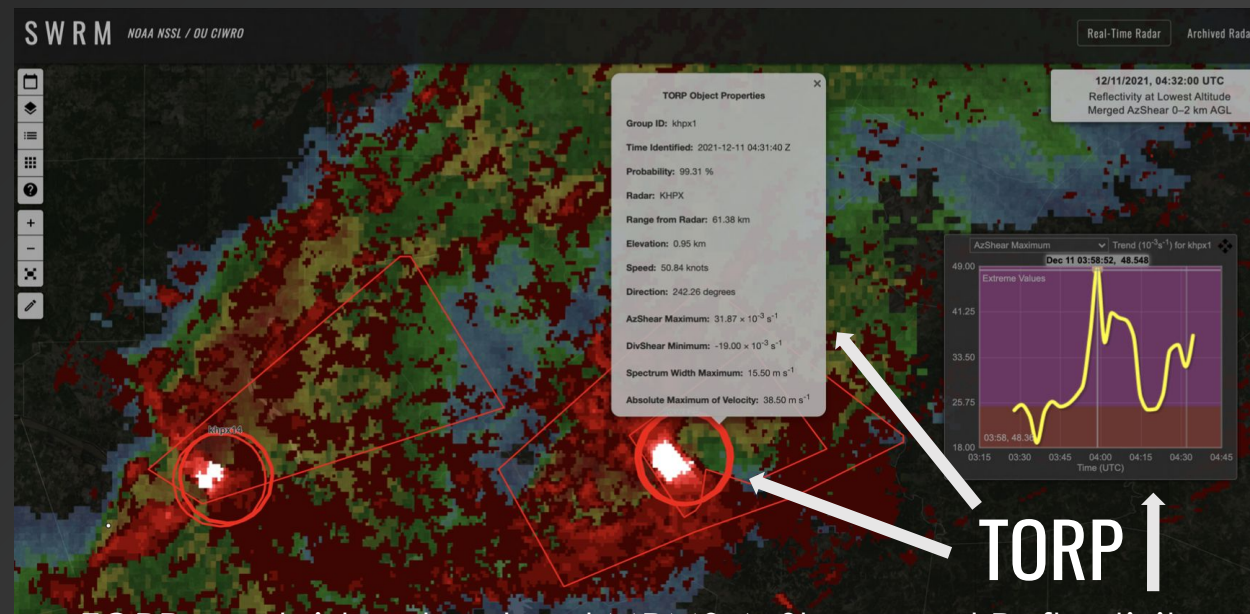 SWRM NOAA NSSL / OU CIWRO
Real-Time Radar Archived Rada
12/11/2021, 04:32:00 UTC
Reflectivity at Lowest Altitude
Merged AzShear 0–2 km AGL
TORP Object Properties
Group ID: khpx1
Time Identified: 2021-12-11 04:31:40 Z
Probability: 99.31 %
Radar: KHPX
Range from Radar: 61.38 km
Elevation: 0.95 km
Speed: 50.84 knots
Direction: 242.26 degrees
AzShear Maximum: 31.87 × 10⁻³ s⁻¹
DivShear Minimum: -19.00 × 10⁻³ s⁻¹
Spectrum Width Maximum: 15.50 m s⁻¹
Absolute Maximum of Velocity: 38.50 m s⁻¹
AzShear Maximum Trend (10⁻³s⁻¹) for khpx1
Dec 11 03:58:52, 48.548
49.00
Extreme Values
41.25
33.50
25.75
03:58, 48.36
18.00
03:15 03:30 03:45 04:00 04:15 04:30 04:45
Time (UTC)
TORP